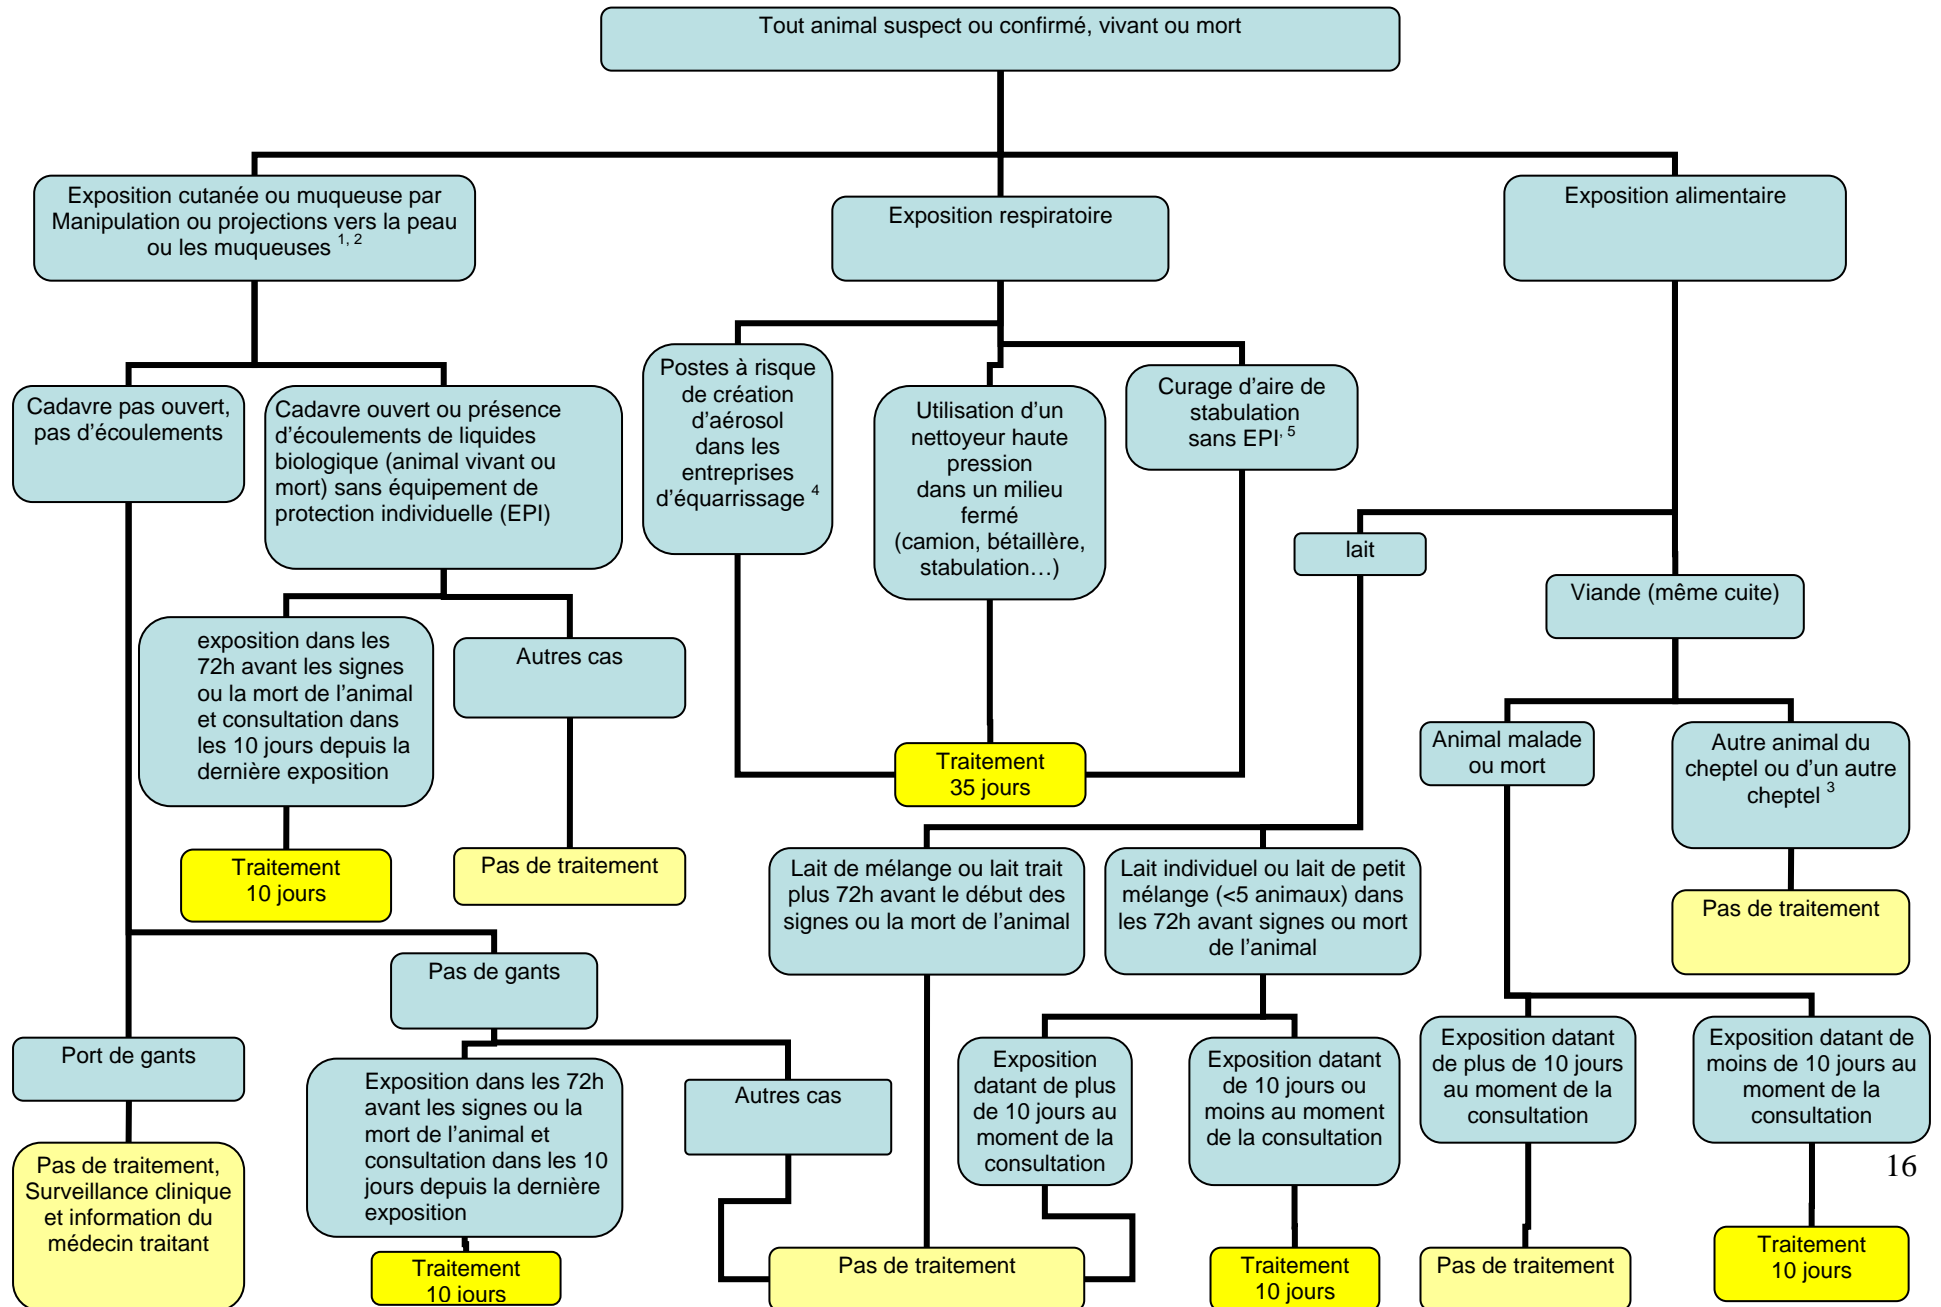 Tout animal suspect ou confirmé, vivant ou mort
Exposition cutanée ou muqueuse par
Manipulation ou projections vers la peau
ou les muqueuses 1, 2
Exposition respiratoire
Exposition alimentaire
Cadavre pas ouvert,
pas d'écoulements
Cadavre ouvert ou présence
d'écoulements de liquides
biologique (animal vivant ou
mort) sans équipement de
protection individuelle (EPI)
Postes à risque
de création
d'aérosol
dans les
entreprises
d'équarrissage 4
Utilisation d'un
nettoyeur haute
pression
dans un milieu
fermé
(camion, bétaillère,
stabulation…)
Curage d'aire de
stabulation
sans EPI, 5
lait
Viande (même cuite)
exposition dans les
72h avant les signes
ou la mort de l'animal
et consultation dans
les 10 jours depuis la
dernière exposition
Autres cas
Traitement
35 jours
Animal malade
ou mort
Autre animal du
cheptel ou d'un autre
cheptel 3
Traitement
10 jours
Pas de traitement
Lait de mélange ou lait trait
plus 72h avant le début des
signes ou la mort de l'animal
Lait individuel ou lait de petit
mélange (<5 animaux) dans
les 72h avant signes ou mort
de l'animal
Pas de traitement
Pas de gants
Port de gants
Exposition dans les 72h
avant les signes ou la
mort de l'animal et
consultation dans les 10
jours depuis la dernière
exposition
Autres cas
Exposition
datant de plus
de 10 jours au
moment de la
consultation
Exposition datant
de 10 jours ou
moins au moment
de la consultation
Exposition datant
de plus de 10 jours
au moment de la
consultation
Exposition datant de
moins de 10 jours au
moment de la
consultation
16
Pas de traitement,
Surveillance clinique
et information du
médecin traitant
Traitement
10 jours
Pas de traitement
Traitement
10 jours
Pas de traitement
Traitement
10 jours